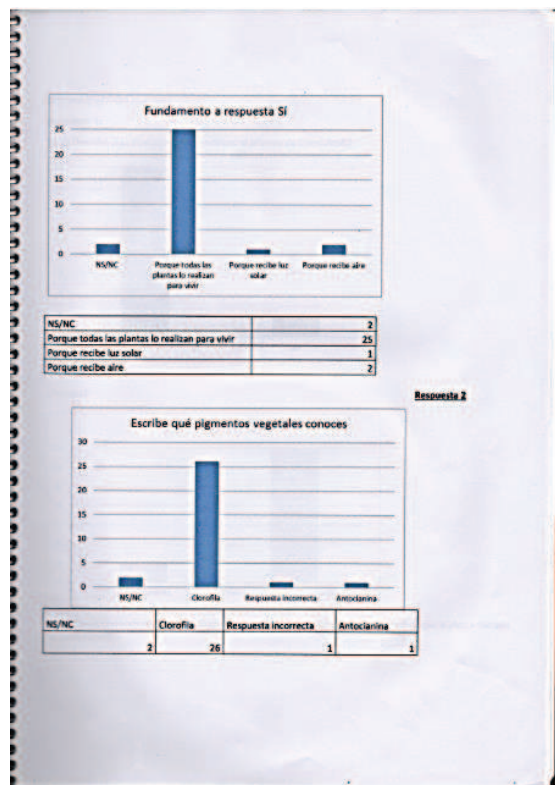 Fundamento a respuesta Sí
25
20
15
10
5
0
NS/NC
Porque todas las
plantas lo realizan
para vivir
Porque recibe luz
solar
Porque recibe aire
NS/NC 2
Porque todas las plantas lo realizan para vivir 25
Porque recibe luz solar 1
Porque recibe aire 2
Respuesta 2
Escribe qué pigmentos vegetales conoces
30
25
20
15
10
5
0
NS/NC Clorofila Respuesta incorrecta Antocianina
NS/NC Clorofila Respuesta incorrecta Antocianina
2 26 1 1